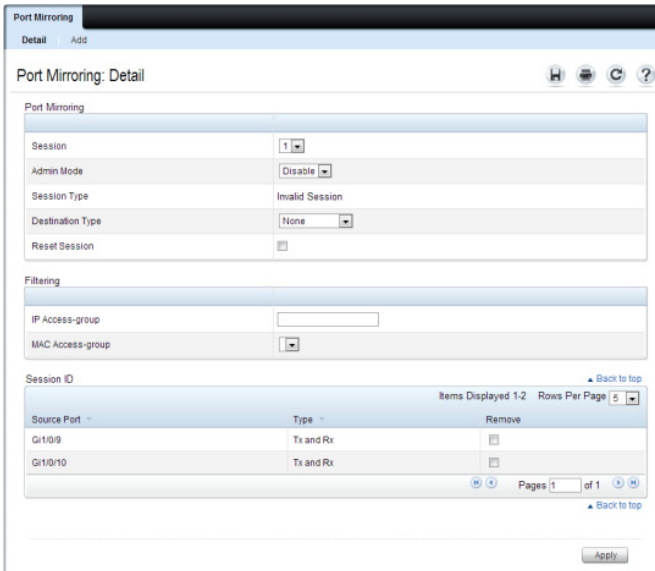 Port Mirroring
Detail Add
Port Mirroring: Detail
?
Port Mirroring
Session 1
Admin Mode Disable
Session Type Invalid Session
Destination Type None
Reset Session
Filtering
IP Access-group
MAC Access-group
Session ID Back to top
Items Displayed 1-2 Rows Per Page 5
Source Port Type Remove
Gi1/0/9 Tx and Rx
Gi1/0/10 Tx and Rx
Pages 1 of 1
Back to top
Apply